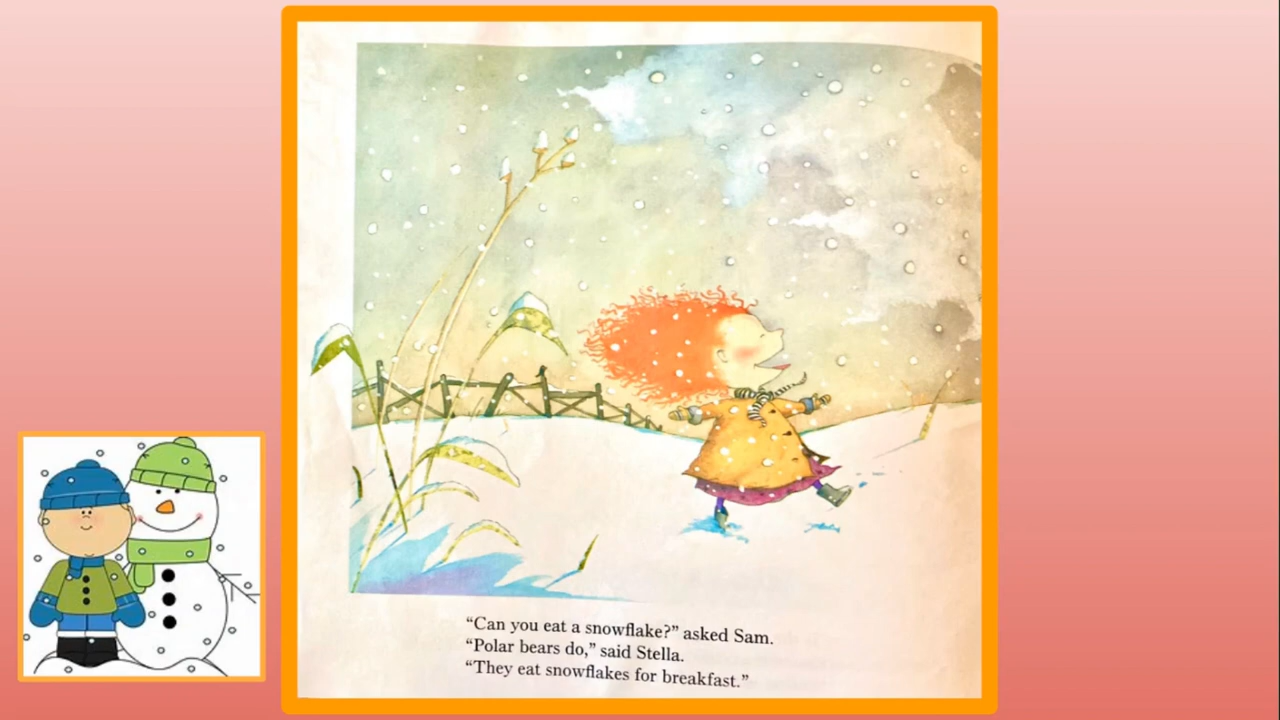 “Can you eat a snowflake?” asked Sam.
“Polar bears do,” said Stella.
“They eat snowflakes for breakfast.”